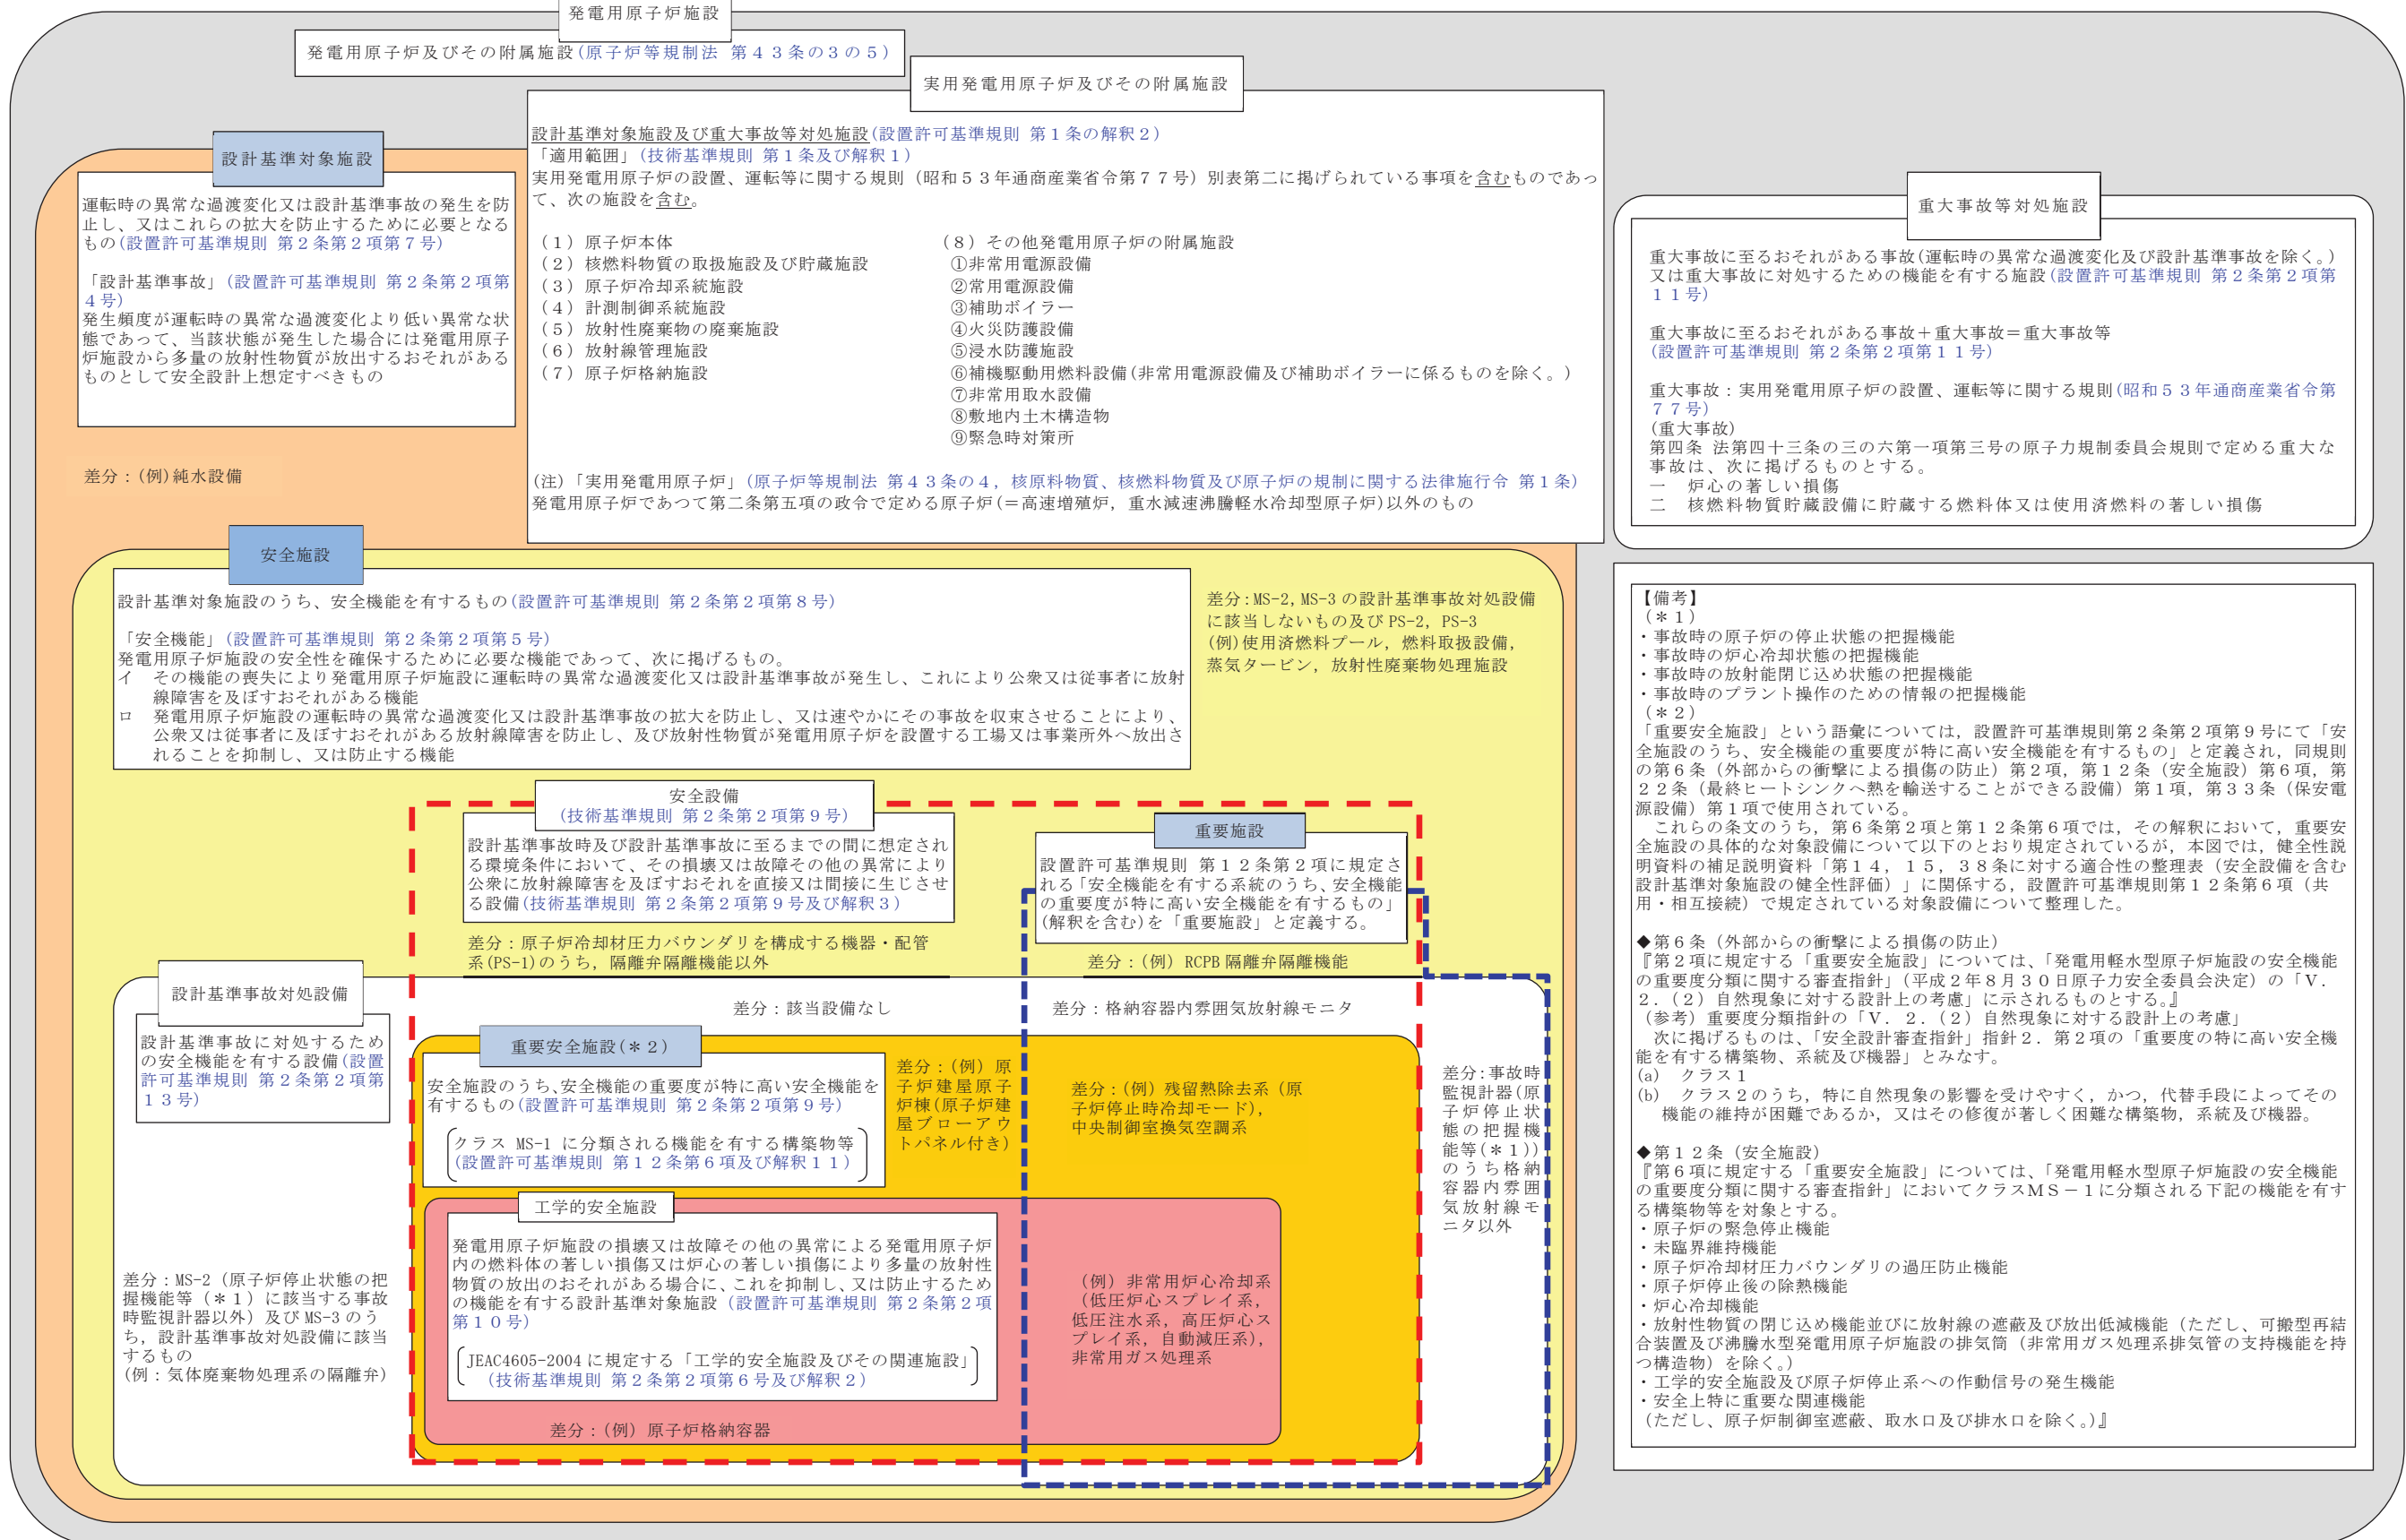 発電用原子炉施設
発電用原子炉及びその附属施設(原子炉等規制法 第43条の3の5)
実用発電用原子炉及びその附属施設
設計基準対象施設及び重大事故等対処施設(設置許可基準規則 第1条の解釈2)
「適用範囲」(技術基準規則 第1条及び解釈1)
実用発電用原子炉の設置、運転等に関する規則（昭和53年通商産業省令第77号）別表第二に掲げられている事項を含むものであっ
て、次の施設を含む。
（1）原子炉本体
（2）核燃料物質の取扱施設及び貯蔵施設
（3）原子炉冷却系統施設
（4）計測制御系統施設
（5）放射性廃棄物の廃棄施設
（6）放射線管理施設
（7）原子炉格納施設
（8）その他発電用原子炉の附属施設
①非常用電源設備
②常用電源設備
③補助ボイラー
④火災防護設備
⑤浸水防護施設
⑥補機駆動用燃料設備(非常用電源設備及び補助ボイラーに係るものを除く。)
⑦非常用取水設備
⑧敷地内土木構造物
⑨緊急時対策所
(注)「実用発電用原子炉」(原子炉等規制法 第43条の4，核原料物質、核燃料物質及び原子炉の規制に関する法律施行令 第1条)
発電用原子炉であつて第二条第五項の政令で定める原子炉(＝高速増殖炉，重水減速沸騰軽水冷却型原子炉)以外のもの
設計基準対象施設
運転時の異常な過渡変化又は設計基準事故の発生を防
止し、又はこれらの拡大を防止するために必要となる
もの(設置許可基準規則 第2条第2項第7号)
「設計基準事故」(設置許可基準規則 第2条第2項第
4号)
発生頻度が運転時の異常な過渡変化より低い異常な状
態であって、当該状態が発生した場合には発電用原子
炉施設から多量の放射性物質が放出するおそれがある
ものとして安全設計上想定すべきもの
差分：(例)純水設備
重大事故等対処施設
重大事故に至るおそれがある事故(運転時の異常な過渡変化及び設計基準事故を除く。)
又は重大事故に対処するための機能を有する施設(設置許可基準規則 第2条第2項第
11号)
重大事故に至るおそれがある事故＋重大事故＝重大事故等
(設置許可基準規則 第2条第2項第11号)
重大事故：実用発電用原子炉の設置、運転等に関する規則(昭和53年通商産業省令第
77号)
(重大事故)
第四条 法第四十三条の三の六第一項第三号の原子力規制委員会規則で定める重大な
事故は、次に掲げるものとする。
一　炉心の著しい損傷
二　核燃料物質貯蔵設備に貯蔵する燃料体又は使用済燃料の著しい損傷
安全施設
設計基準対象施設のうち、安全機能を有するもの(設置許可基準規則 第2条第2項第8号)
「安全機能」(設置許可基準規則 第2条第2項第5号)
発電用原子炉施設の安全性を確保するために必要な機能であって、次に掲げるもの。
イ　その機能の喪失により発電用原子炉施設に運転時の異常な過渡変化又は設計基準事故が発生し、これにより公衆又は従事者に放射
線障害を及ぼすおそれがある機能
ロ　発電用原子炉施設の運転時の異常な過渡変化又は設計基準事故の拡大を防止し、又は速やかにその事故を収束させることにより、
公衆又は従事者に及ぼすおそれがある放射線障害を防止し、及び放射性物質が発電用原子炉を設置する工場又は事業所外へ放出さ
れることを抑制し、又は防止する機能
差分：MS-2，MS-3の設計基準事故対処設備
に該当しないもの及びPS-2，PS-3
(例)使用済燃料プール，燃料取扱設備，
蒸気タービン，放射性廃棄物処理施設
安全設備
(技術基準規則 第2条第2項第9号)
設計基準事故時及び設計基準事故に至るまでの間に想定され
る環境条件において、その損壊又は故障その他の異常により
公衆に放射線障害を及ぼすおそれを直接又は間接に生じさせ
る設備(技術基準規則 第2条第2項第9号及び解釈3)
差分：原子炉冷却材圧力バウンダリを構成する機器・配管
系(PS-1)のうち，隔離弁隔離機能以外
重要施設
設置許可基準規則 第12条第2項に規定さ
れる「安全機能を有する系統のうち、安全機能
の重要度が特に高い安全機能を有するもの」
(解釈を含む)を「重要施設」と定義する。
差分：(例) RCPB隔離弁隔離機能
設計基準事故対処設備
設計基準事故に対処するため
の安全機能を有する設備(設置
許可基準規則 第2条第2項第
13号)
差分：MS-2（原子炉停止状態の把
握機能等（＊1）に該当する事故
時監視計器以外）及びMS-3のう
ち，設計基準事故対処設備に該当
するもの
(例：気体廃棄物処理系の隔離弁)
差分：該当設備なし
差分：格納容器内雰囲気放射線モニタ
重要安全施設(＊2)
安全施設のうち、安全機能の重要度が特に高い安全機能を
有するもの(設置許可基準規則 第2条第2項第9号)
クラス MS-1 に分類される機能を有する構築物等
(設置許可基準規則 第12条第6項及び解釈11)
差分：(例) 原
子炉建屋原子
炉棟(原子炉建
屋ブローアウ
トパネル付き)
差分：(例) 残留熱除去系（原
子炉停止時冷却モード)，
中央制御室換気空調系
差分：事故時
監視計器(原
子炉停止状
態の把握機
能等(＊1))
のうち格納
容器内雰囲
気放射線モ
ニタ以外
工学的安全施設
発電用原子炉施設の損壊又は故障その他の異常による発電用原子炉
内の燃料体の著しい損傷又は炉心の著しい損傷により多量の放射性
物質の放出のおそれがある場合に、これを抑制し、又は防止するため
の機能を有する設計基準対象施設（設置許可基準規則 第2条第2項
第10号)
JEAC4605-2004に規定する「工学的安全施設及びその関連施設」
(技術基準規則 第2条第2項第6号及び解釈2)
差分：(例) 原子炉格納容器
（例）非常用炉心冷却系
（低圧炉心スプレイ系，
低圧注水系，高圧炉心ス
プレイ系，自動減圧系)，
非常用ガス処理系
【備考】
（＊1）
・事故時の原子炉の停止状態の把握機能
・事故時の炉心冷却状態の把握機能
・事故時の放射能閉じ込め状態の把握機能
・事故時のプラント操作のための情報の把握機能
（＊2）
「重要安全施設」という語彙については，設置許可基準規則第2条第2項第9号にて「安
全施設のうち、安全機能の重要度が特に高い安全機能を有するもの」と定義され，同規則
の第6条（外部からの衝撃による損傷の防止）第2項，第12条（安全施設）第6項，第
22条（最終ヒートシンクへ熱を輸送することができる設備）第1項，第33条（保安電
源設備）第1項で使用されている。
これらの条文のうち，第6条第2項と第12条第6項では，その解釈において，重要安
全施設の具体的な対象設備について以下のとおり規定されているが，本図では，健全性説
明資料の補足説明資料「第14，15，38条に対する適合性の整理表（安全設備を含む
設計基準対象施設の健全性評価）」に関係する，設置許可基準規則第12条第6項（共
用・相互接続）で規定されている対象設備について整理した。
◆第6条（外部からの衝撃による損傷の防止）
『第2項に規定する「重要安全施設」については、「発電用軽水型原子炉施設の安全機能
の重要度分類に関する審査指針」（平成2年8月30日原子力安全委員会決定）の「Ⅴ．
2．（2）自然現象に対する設計上の考慮」に示されるものとする。』
（参考）重要度分類指針の「Ⅴ．2．（2）自然現象に対する設計上の考慮」
次に掲げるものは、「安全設計審査指針」指針2．第2項の「重要度の特に高い安全機
能を有する構築物、系統及び機器」とみなす。
(a)　クラス1
(b)　クラス2のうち，特に自然現象の影響を受けやすく，かつ，代替手段によってその
機能の維持が困難であるか，又はその修復が著しく困難な構築物，系統及び機器。
◆第12条（安全施設）
『第6項に規定する「重要安全施設」については、「発電用軽水型原子炉施設の安全機能
の重要度分類に関する審査指針」においてクラスＭＳ－1に分類される下記の機能を有す
る構築物等を対象とする。
・原子炉の緊急停止機能
・未臨界維持機能
・原子炉冷却材圧力バウンダリの過圧防止機能
・原子炉停止後の除熱機能
・炉心冷却機能
・放射性物質の閉じ込め機能並びに放射線の遮蔽及び放出低減機能（ただし、可搬型再結
合装置及び沸騰水型発電用原子炉施設の排気筒（非常用ガス処理系排気管の支持機能を持
つ構造物）を除く。）
・工学的安全施設及び原子炉停止系への作動信号の発生機能
・安全上特に重要な関連機能
（ただし、原子炉制御室遮蔽、取水口及び排水口を除く。）』